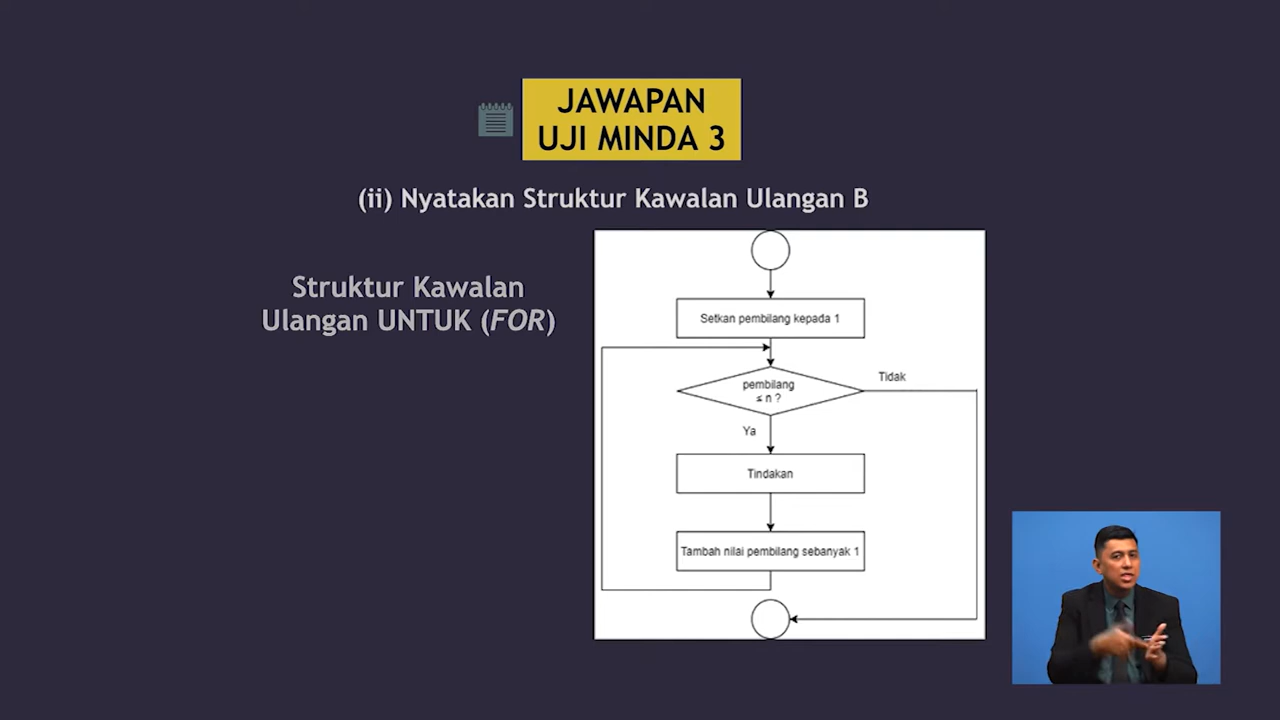 JAWAPAN
UJI MINDA 3
(ii) Nyatakan Struktur Kawalan Ulangan B
Struktur Kawalan
Ulangan UNTUK (FOR)
Setkan pembilang kepada 1
pembilang
≤ n ?
Tidak
Ya
Tindakan
Tambah nilai pembilang sebanyak 1